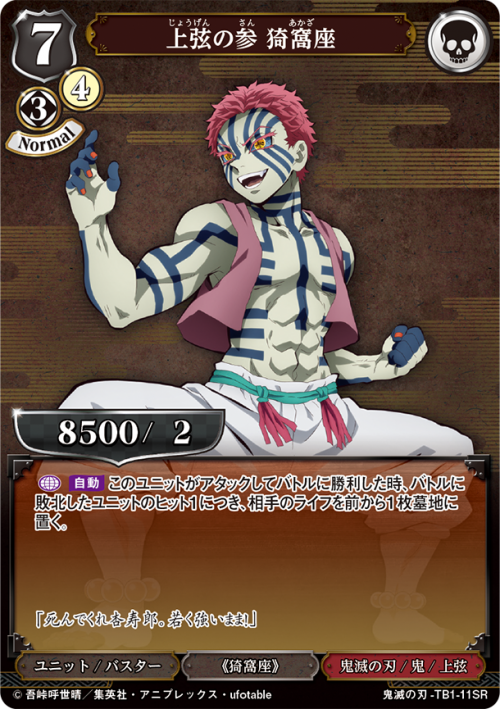 じょうげん さん あかざ
7 上弦の参 猗窩座
4
3
Normal
8500/ 2
自動 このユニットがアタックしてバトルに勝利した時、バトルに
敗北したユニットのヒット1につき、相手のライフを前から1枚墓地に
置く。
「死んでくれ杏寿郎。若く強いまま!」
ユニット/バスター 《猗窩座》 鬼滅の刃/鬼/上弦
© 吾峠呼世晴/集英社・アニプレックス・ufotable 鬼滅の刃-TB1-11SR